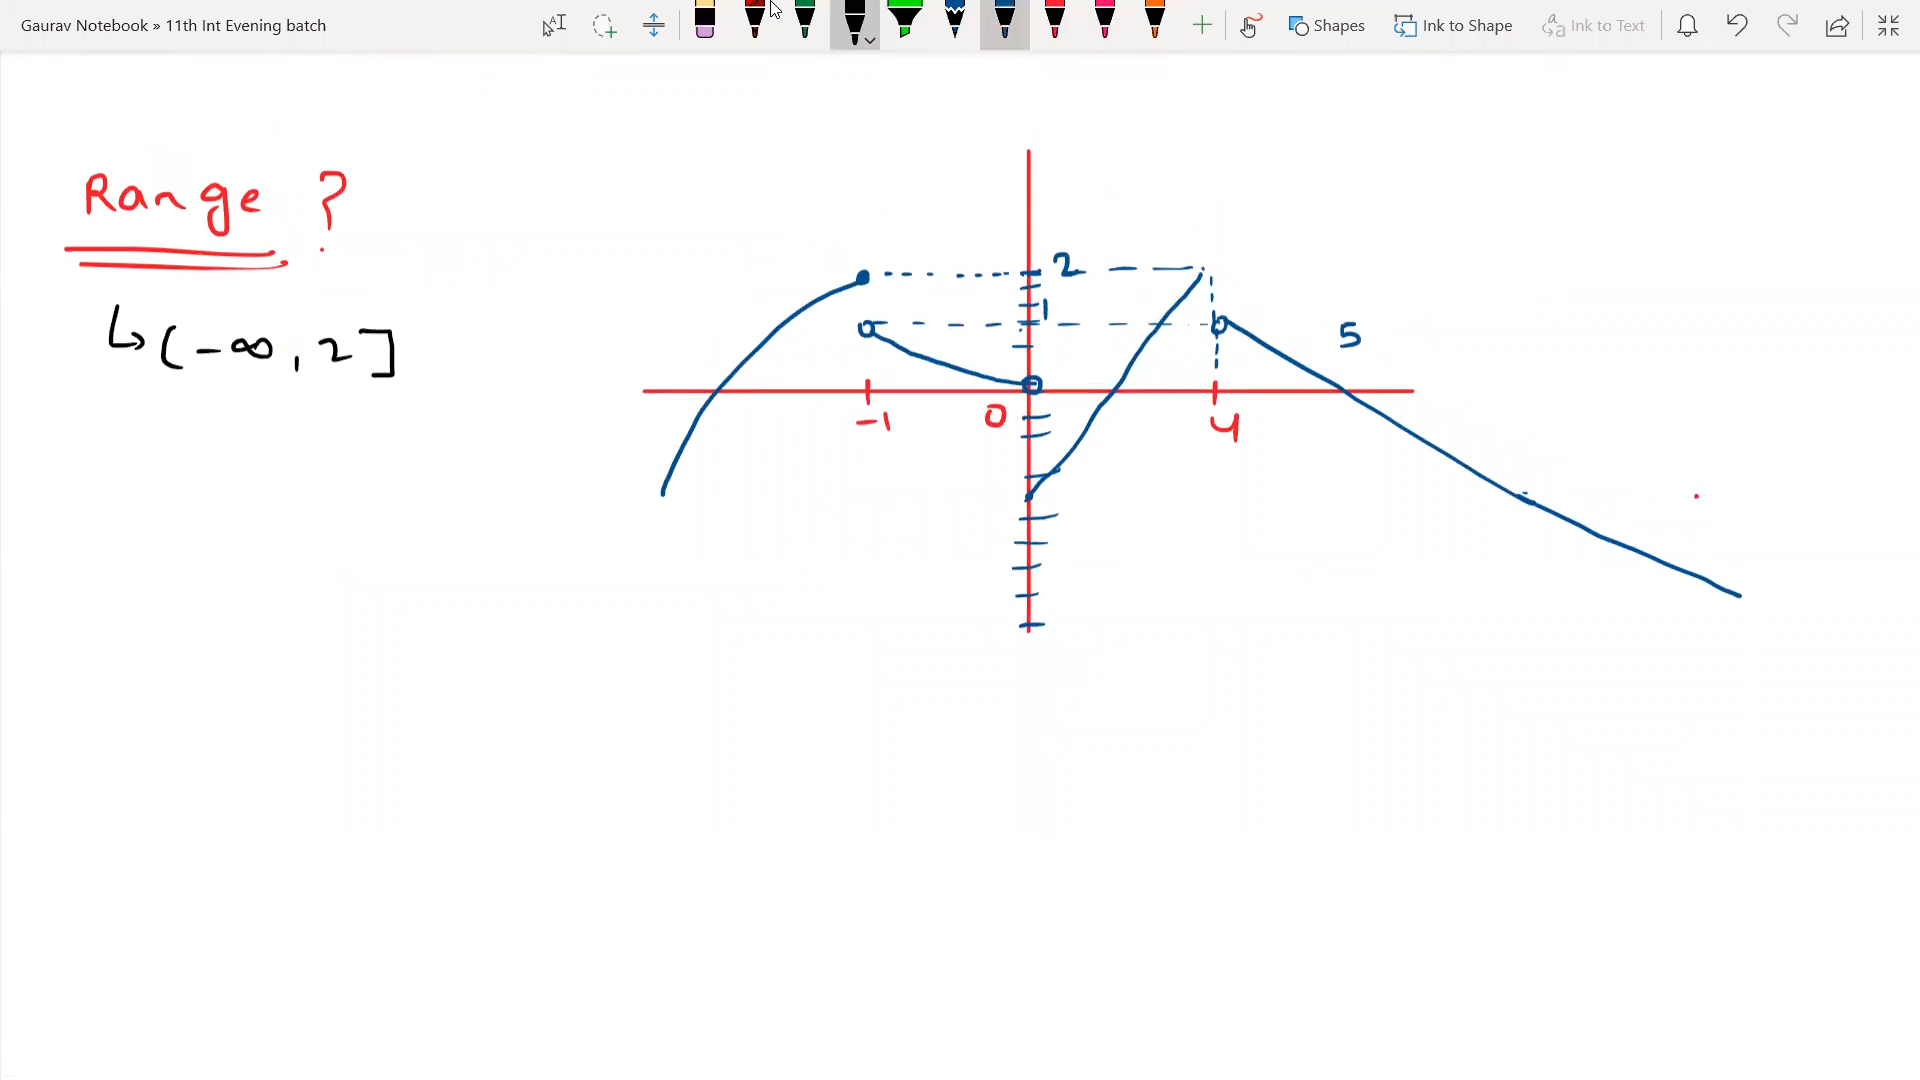 Gaurav Notebook » 11th Int Evening batch
Shapes
Ink to Shape
Ink to Text
Range ?
(-∞, 2]
2
1
5
-1
0
4